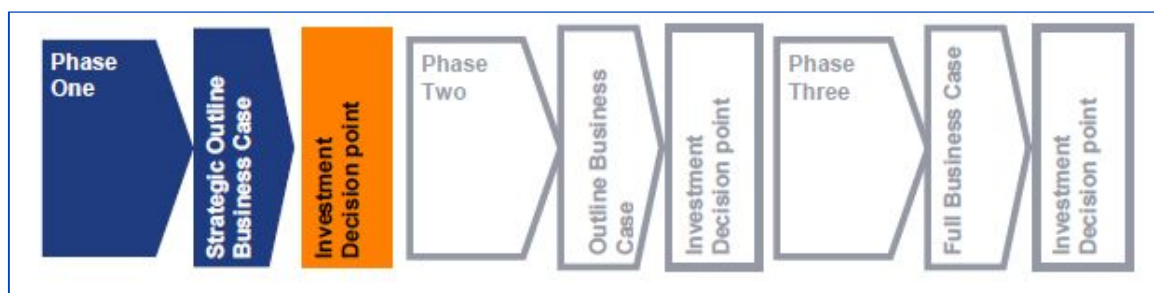 Phase
One
Strategic Outline
Business Case
Investment
Decision point
Phase
Two
Outline Business
Case
Investment
Decision point
Phase
Three
Full Business Case
Investment
Decision point